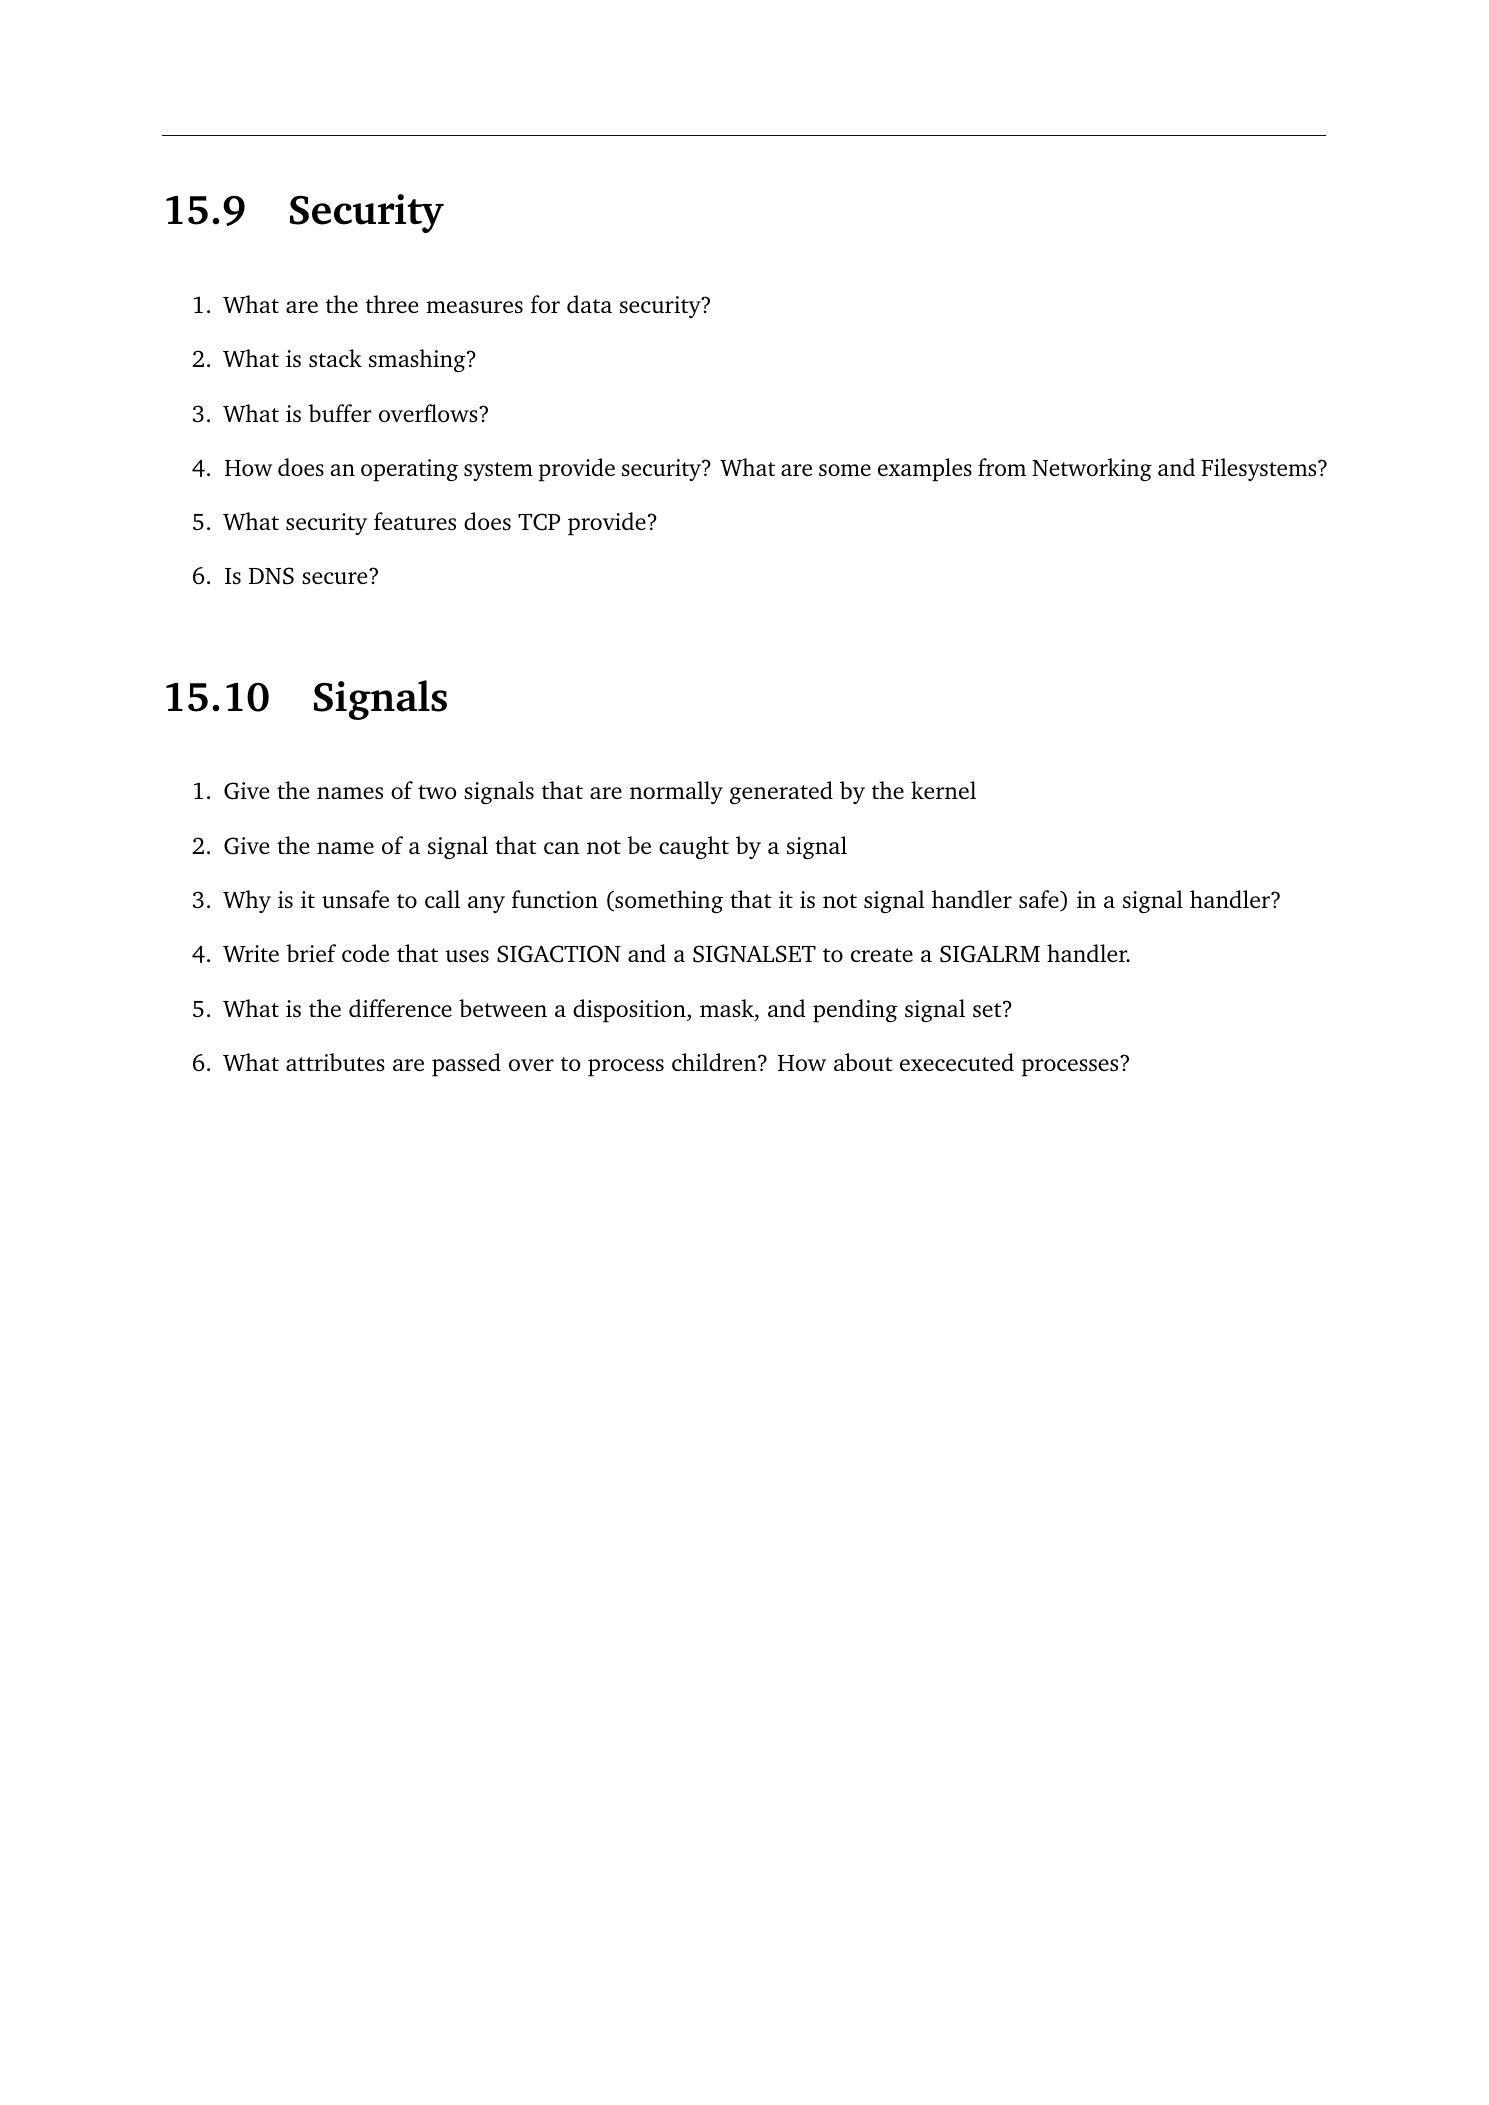 15.9 Security
1. What are the three measures for data security?
2. What is stack smashing?
3. What is buffer overflows?
4. How does an operating system provide security? What are some examples from Networking and Filesystems?
5. What security features does TCP provide?
6. Is DNS secure?
15.10 Signals
1. Give the names of two signals that are normally generated by the kernel
2. Give the name of a signal that can not be caught by a signal
3. Why is it unsafe to call any function (something that it is not signal handler safe) in a signal handler?
4. Write brief code that uses SIGACTION and a SIGNALSET to create a SIGALRM handler.
5. What is the difference between a disposition, mask, and pending signal set?
6. What attributes are passed over to process children? How about exececuted processes?